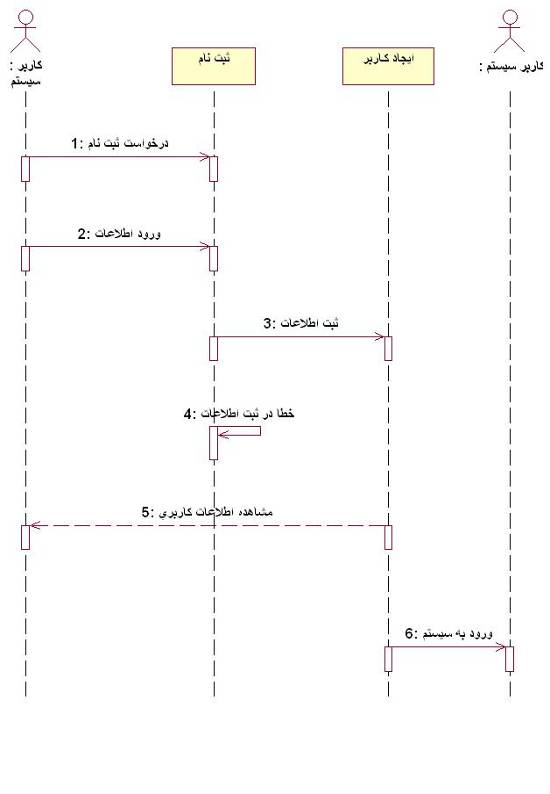 کاربر :
سیستم
ثبت نام
ایجاد کاربر
کاربر سیستم :
1: درخواست ثبت نام
2: ورود اطلاعات
3: ثبت اطلاعات
4: خطا در ثبت اطلاعات
5: مشاهده اطلاعات کاربري
6: ورود به سیستم